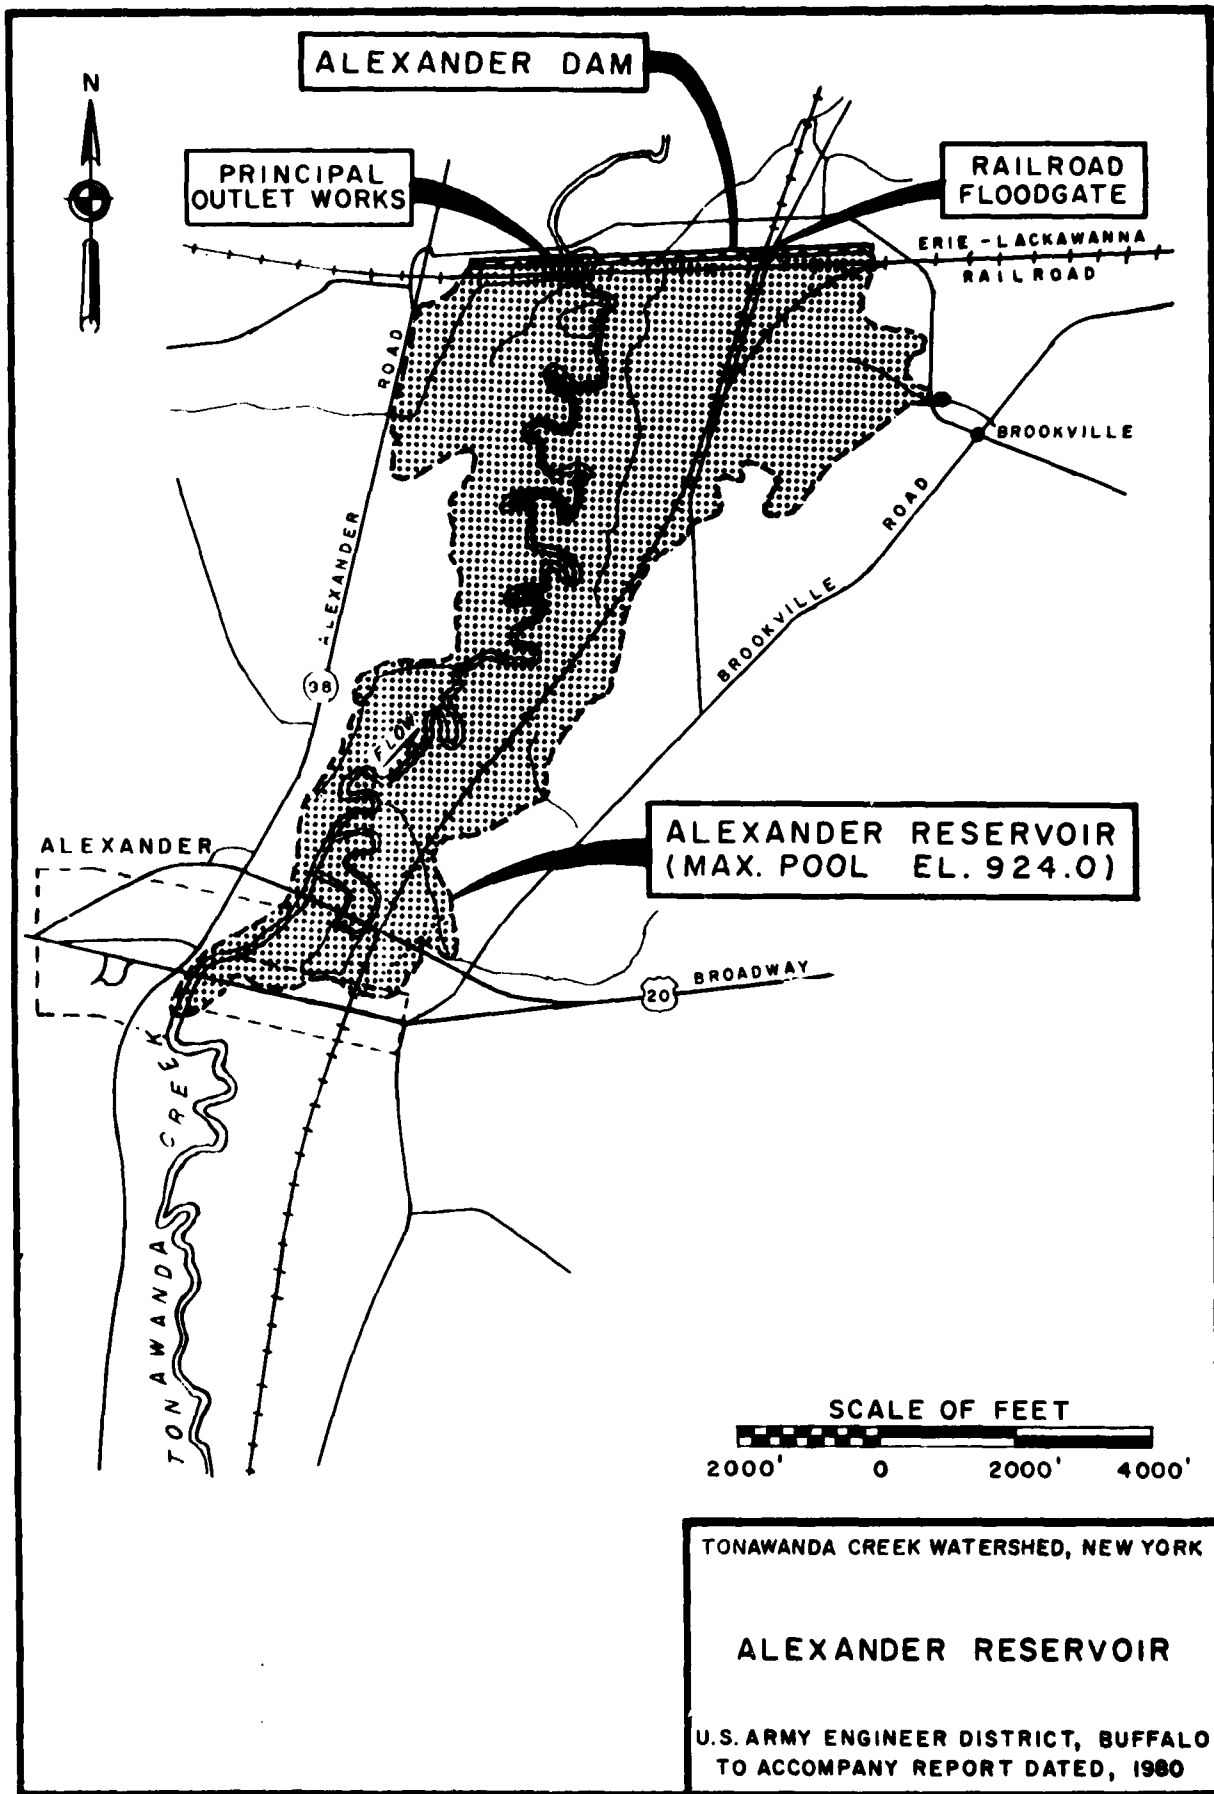 ALEXANDER DAM
N
PRINCIPAL
OUTLET WORKS
RAILROAD
FLOODGATE
ERIE - LACKAWANNA
RAILROAD
ALEXANDER ROAD
BROOKVILLE
BROOKVILLE ROAD
98
FLOW
ALEXANDER
ALEXANDER RESERVOIR
(MAX. POOL EL. 924.0)
BROADWAY
20
TONAWANDA CREEK
SCALE OF FEET
2000' 0 2000' 4000'
TONAWANDA CREEK WATERSHED, NEW YORK
ALEXANDER RESERVOIR
U.S. ARMY ENGINEER DISTRICT, BUFFALO
TO ACCOMPANY REPORT DATED, 1980